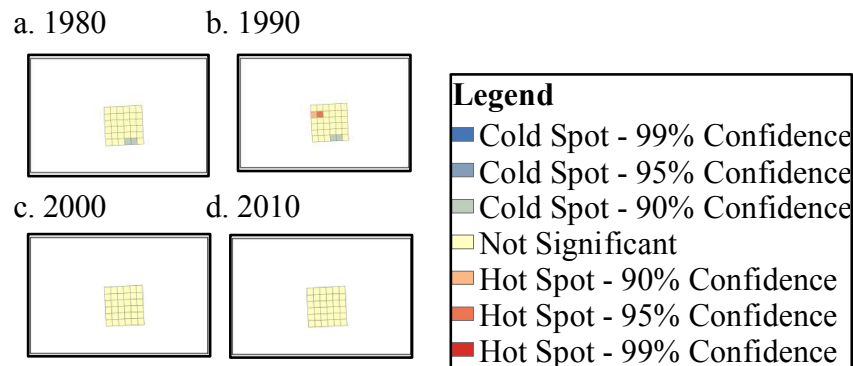 a. 1980
b. 1990
c. 2000
d. 2010
Legend
Cold Spot - 99% Confidence
Cold Spot - 95% Confidence
Cold Spot - 90% Confidence
Not Significant
Hot Spot - 90% Confidence
Hot Spot - 95% Confidence
Hot Spot - 99% Confidence